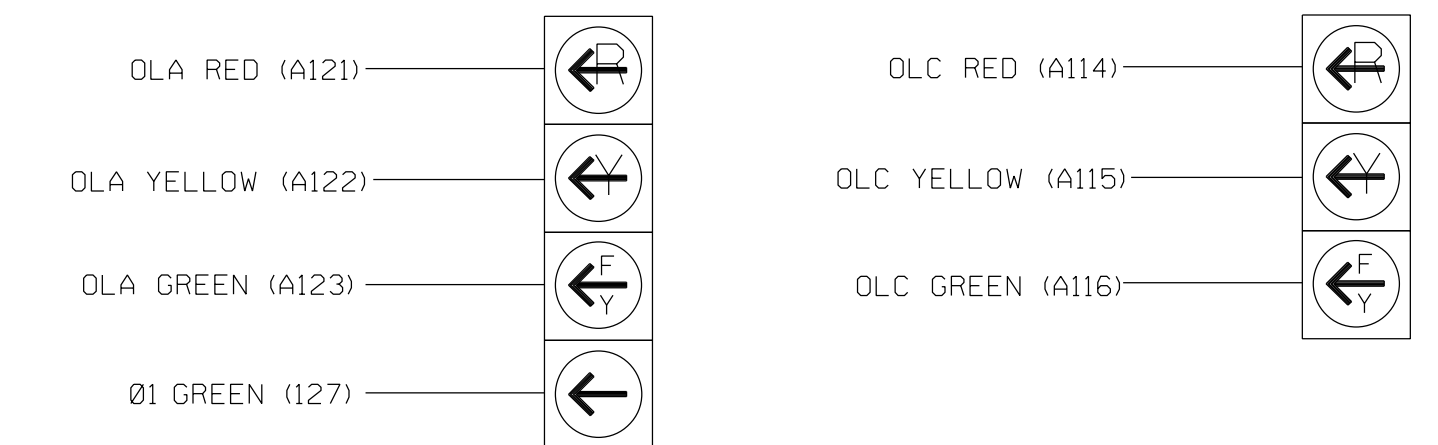 OLA RED (A121)
R
OLA YELLOW (A122)
Y
OLA GREEN (A123)
F
Y
Ø1 GREEN (127)
OLC RED (A114)
R
OLC YELLOW (A115)
Y
OLC GREEN (A116)
F
Y